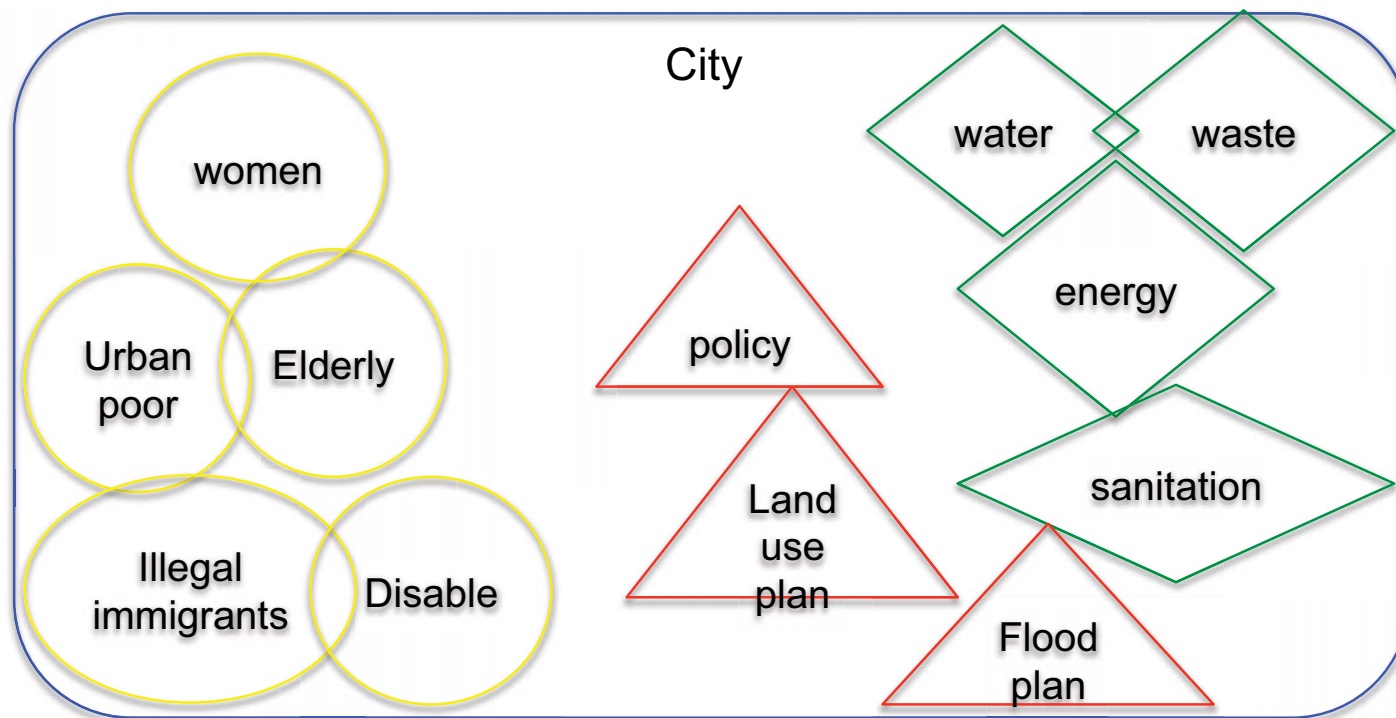 City
women
Urban
poor
Elderly
Illegal
immigrants
Disable
policy
Land
use
plan
water
waste
energy
sanitation
Flood
plan